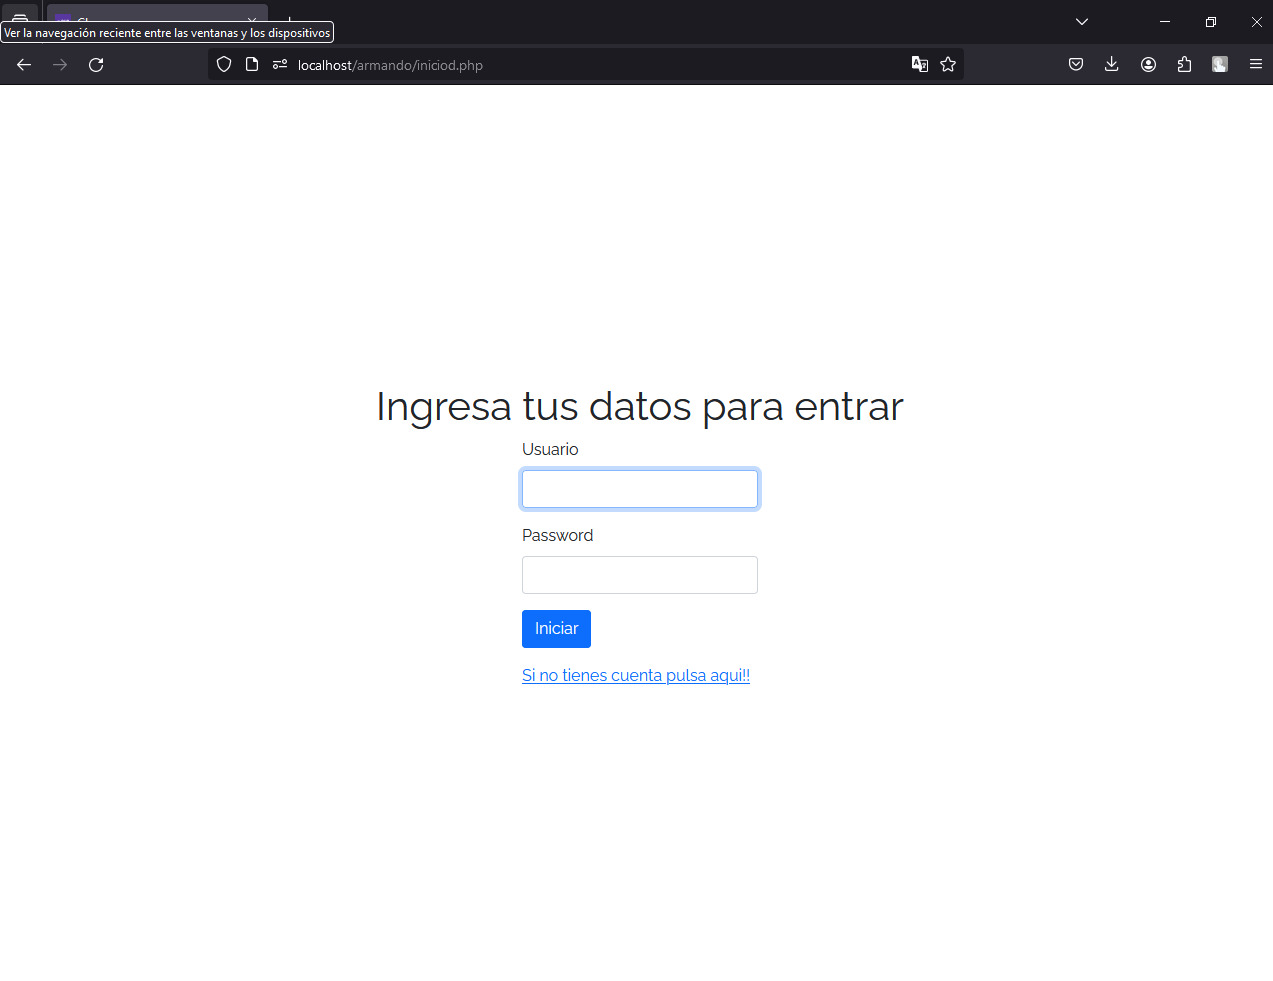 Ver la navegación reciente entre las ventanas y los dispositivos
localhost/armando/iniciod.php
Ingresa tus datos para entrar
Usuario
Password
Iniciar
Si no tienes cuenta pulsa aqui!!